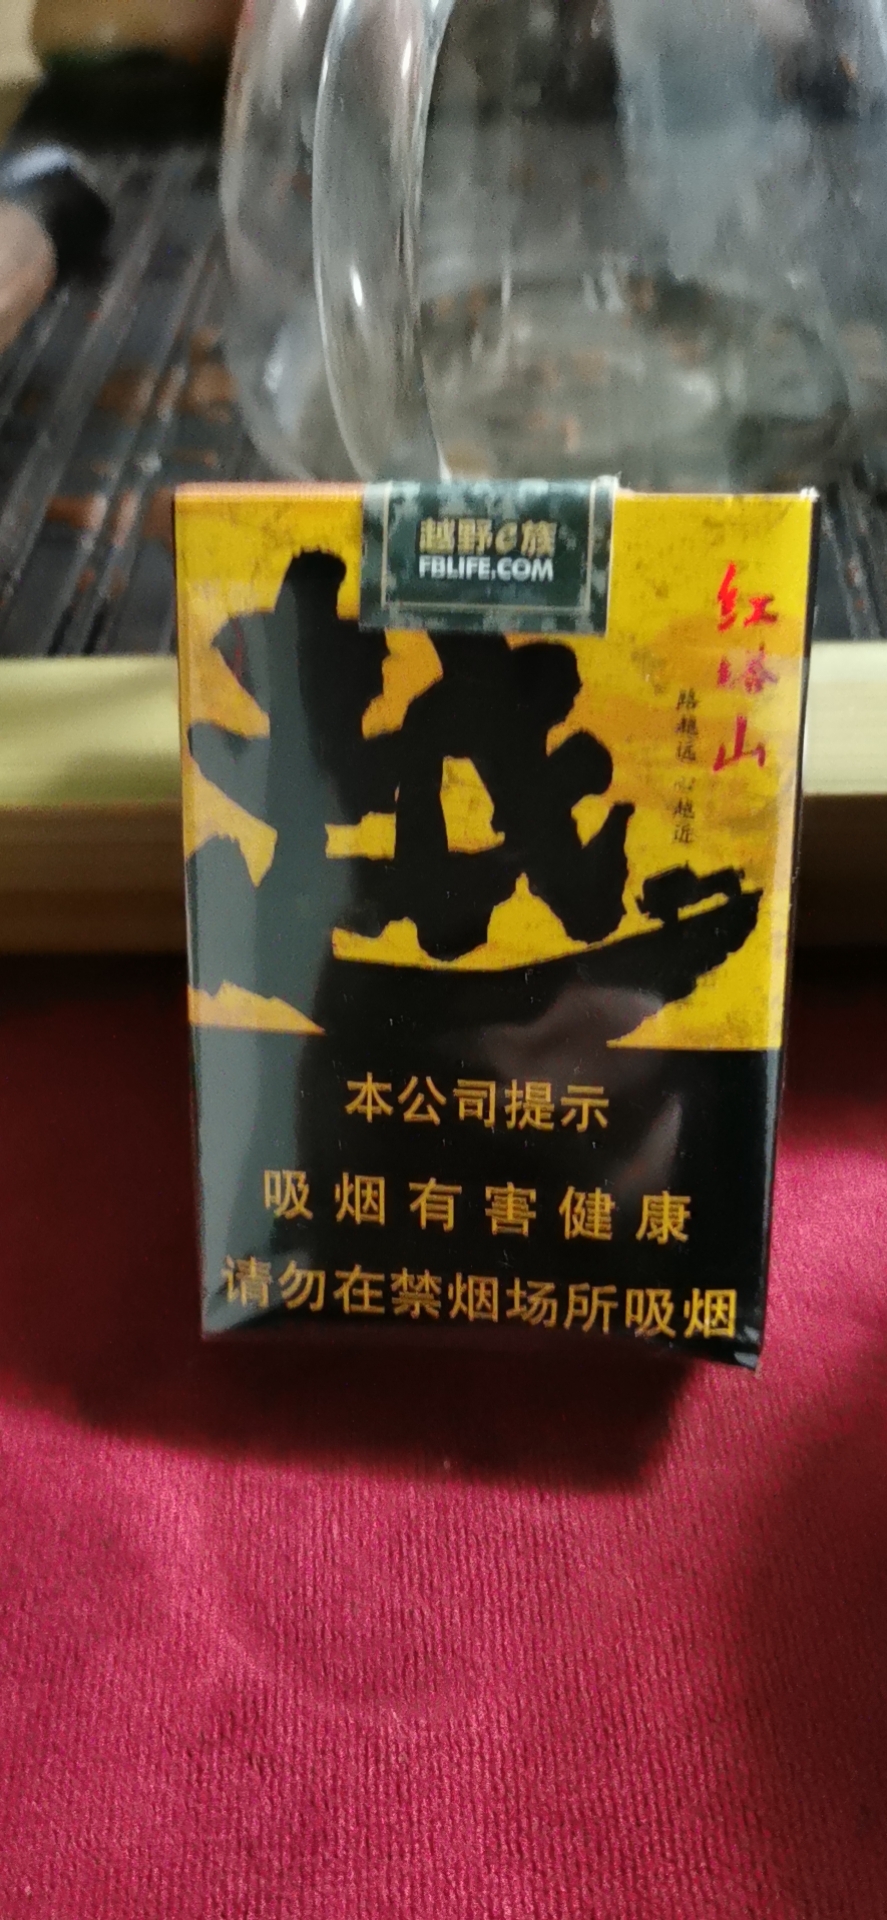 越野e族
FBLIFE.COM
红塔山
路越远 心越近
越
本公司提示
吸烟有害健康
请勿在禁烟场所吸烟